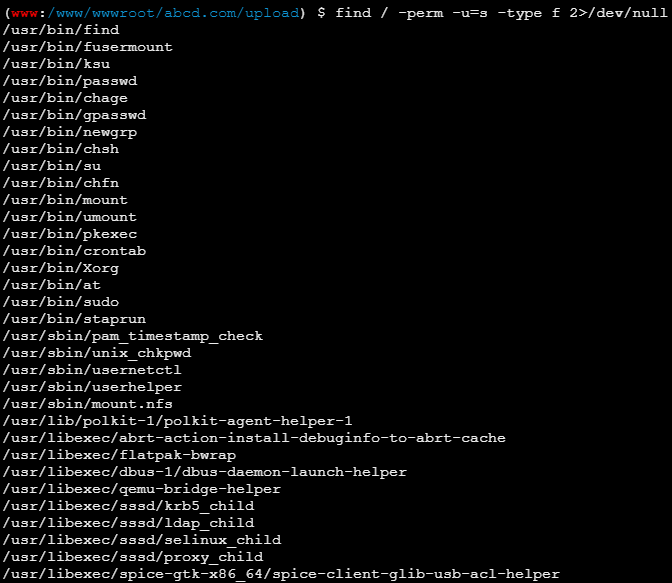 (www:/www/wwwroot/abcd.com/upload) $ find / -perm -u=s -type f 2>/dev/null
/usr/bin/find
/usr/bin/fusermount
/usr/bin/ksu
/usr/bin/passwd
/usr/bin/chage
/usr/bin/gpasswd
/usr/bin/newgrp
/usr/bin/chsh
/usr/bin/su
/usr/bin/chfn
/usr/bin/mount
/usr/bin/umount
/usr/bin/pkexec
/usr/bin/crontab
/usr/bin/Xorg
/usr/bin/at
/usr/bin/sudo
/usr/bin/staprun
/usr/sbin/pam_timestamp_check
/usr/sbin/unix_chkpwd
/usr/sbin/usernetctl
/usr/sbin/userhelper
/usr/sbin/mount.nfs
/usr/lib/polkit-1/polkit-agent-helper-1
/usr/libexec/abrt-action-install-debuginfo-to-abrt-cache
/usr/libexec/flatpak-bwrap
/usr/libexec/dbus-1/dbus-daemon-launch-helper
/usr/libexec/qemu-bridge-helper
/usr/libexec/sssd/krb5_child
/usr/libexec/sssd/ldap_child
/usr/libexec/sssd/selinux_child
/usr/libexec/sssd/proxy_child
/usr/libexec/spice-gtk-x86_64/spice-client-glib-usb-acl-helper